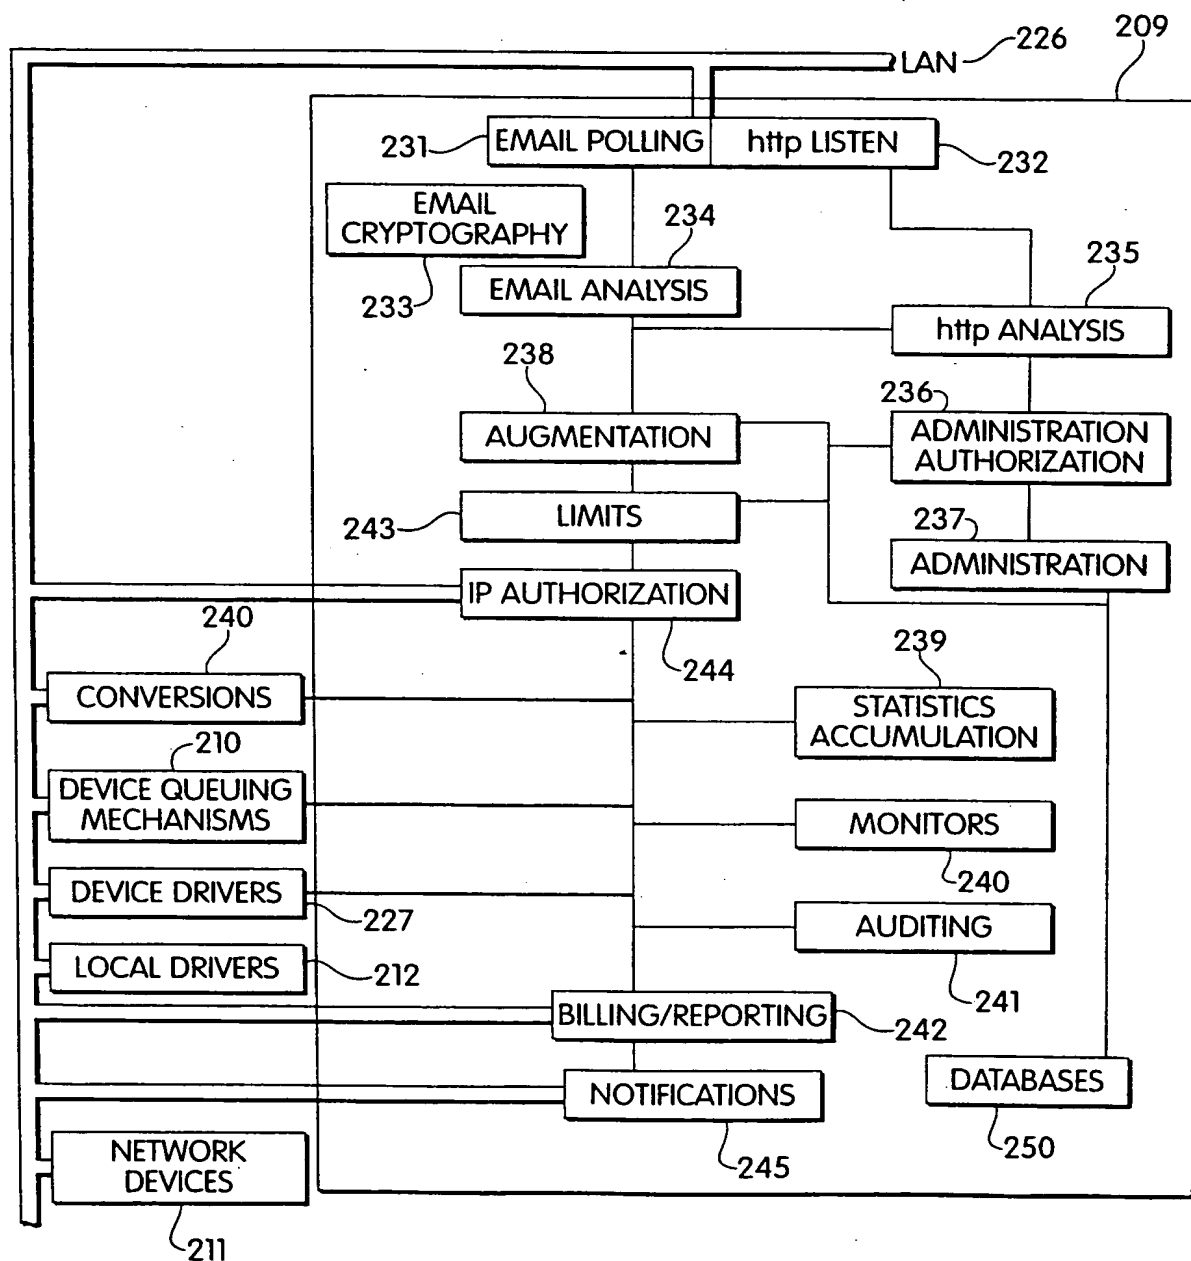 209
LAN 226
231 EMAIL POLLING http LISTEN 232
EMAIL
CRYPTOGRAPHY
233
234
EMAIL ANALYSIS
235
http ANALYSIS
238
AUGMENTATION
236
ADMINISTRATION
AUTHORIZATION
243 LIMITS
237
ADMINISTRATION
IP AUTHORIZATION
244
240
CONVERSIONS
239
STATISTICS
ACCUMULATION
210
DEVICE QUEUING
MECHANISMS
MONITORS
240
DEVICE DRIVERS
227
AUDITING
241
LOCAL DRIVERS 212
BILLING/REPORTING 242
NOTIFICATIONS
245
DATABASES
250
NETWORK
DEVICES
211